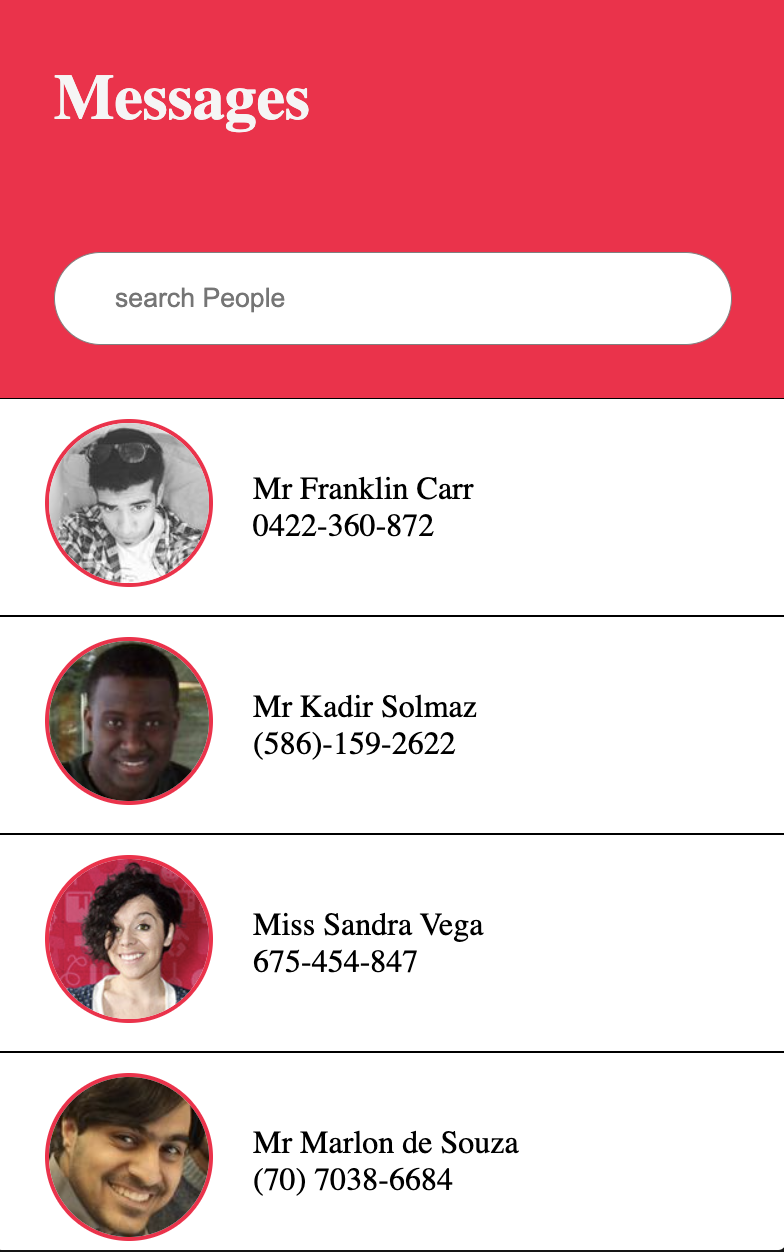 Messages
search People
Mr Franklin Carr
0422-360-872
Mr Kadir Solmaz
(586)-159-2622
Miss Sandra Vega
675-454-847
Mr Marlon de Souza
(70) 7038-6684